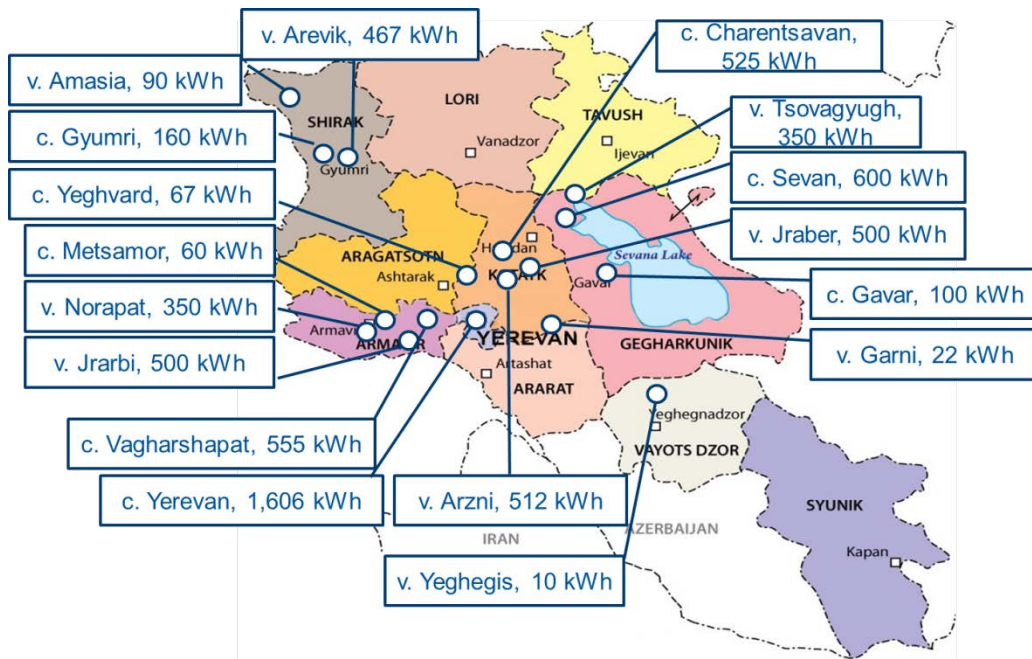 v. Arevik, 467 kWh
c. Charentsavan,
525 kWh
v. Amasia, 90 kWh
LORI
TAVUSH
SHIRAK
v. Tsovagyugh,
350 kWh
c. Gyumri, 160 kWh
Vanadzor
Ijevan
Gyumri
c. Sevan, 600 kWh
c. Yeghvard, 67 kWh
v. Jraber, 500 kWh
Sevana Lake
ARAGATSOTN
c. Metsamor, 60 kWh
Ashtarak
Gavar
c. Gavar, 100 kWh
v. Norapat, 350 kWh
YEREVAN
GEGHARKUNIK
v. Garni, 22 kWh
v. Jrarbi, 500 kWh
Artashat
ARARAT
Yeghegnadzor
c. Vagharshapat, 555 kWh
VAYOTS DZOR
c. Yerevan, 1,606 kWh
v. Arzni, 512 kWh
SYUNIK
AZERBAIJAN
IRAN
Kapan
v. Yeghegis, 10 kWh